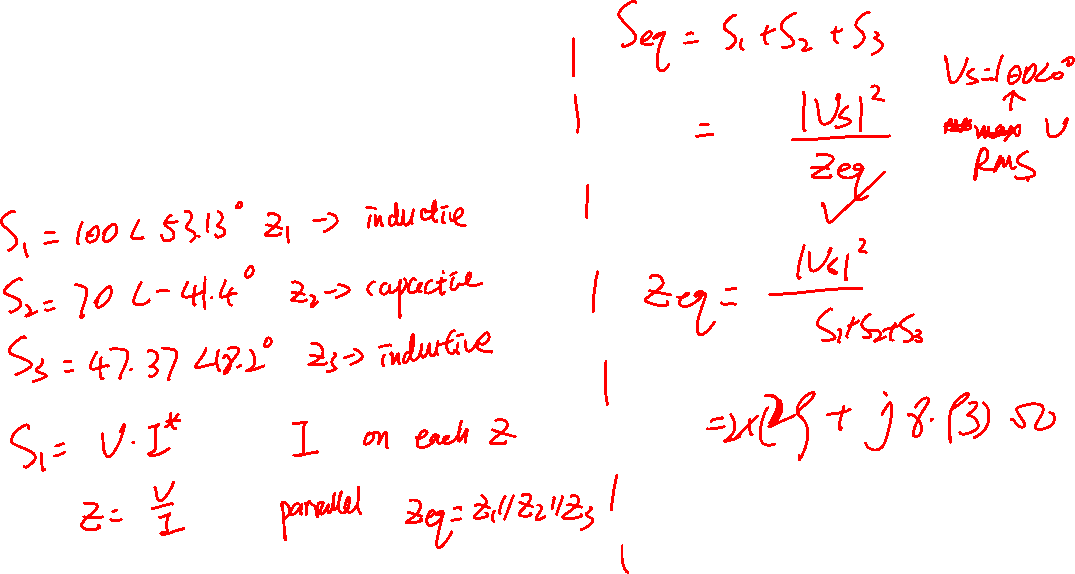 S₁ = 100 ∠ 53.13° Z₁ → inductive
S₂ = 70 ∠ -41.4° Z₂ → capactive
S₃ = 47.37 ∠18.2° Z₃ → inductive
S₁ = V · I* I on each Z
Z = V/I parallel Zeq = Z₁//Z₂//Z₃
Seq = S₁ + S₂ + S₃
Vs=100∠0°
= |Vs|²/Zeq
max V
RMS
Zeq = |Vs|²/S₁+S₂+S₃
+ j 8.13) Ω